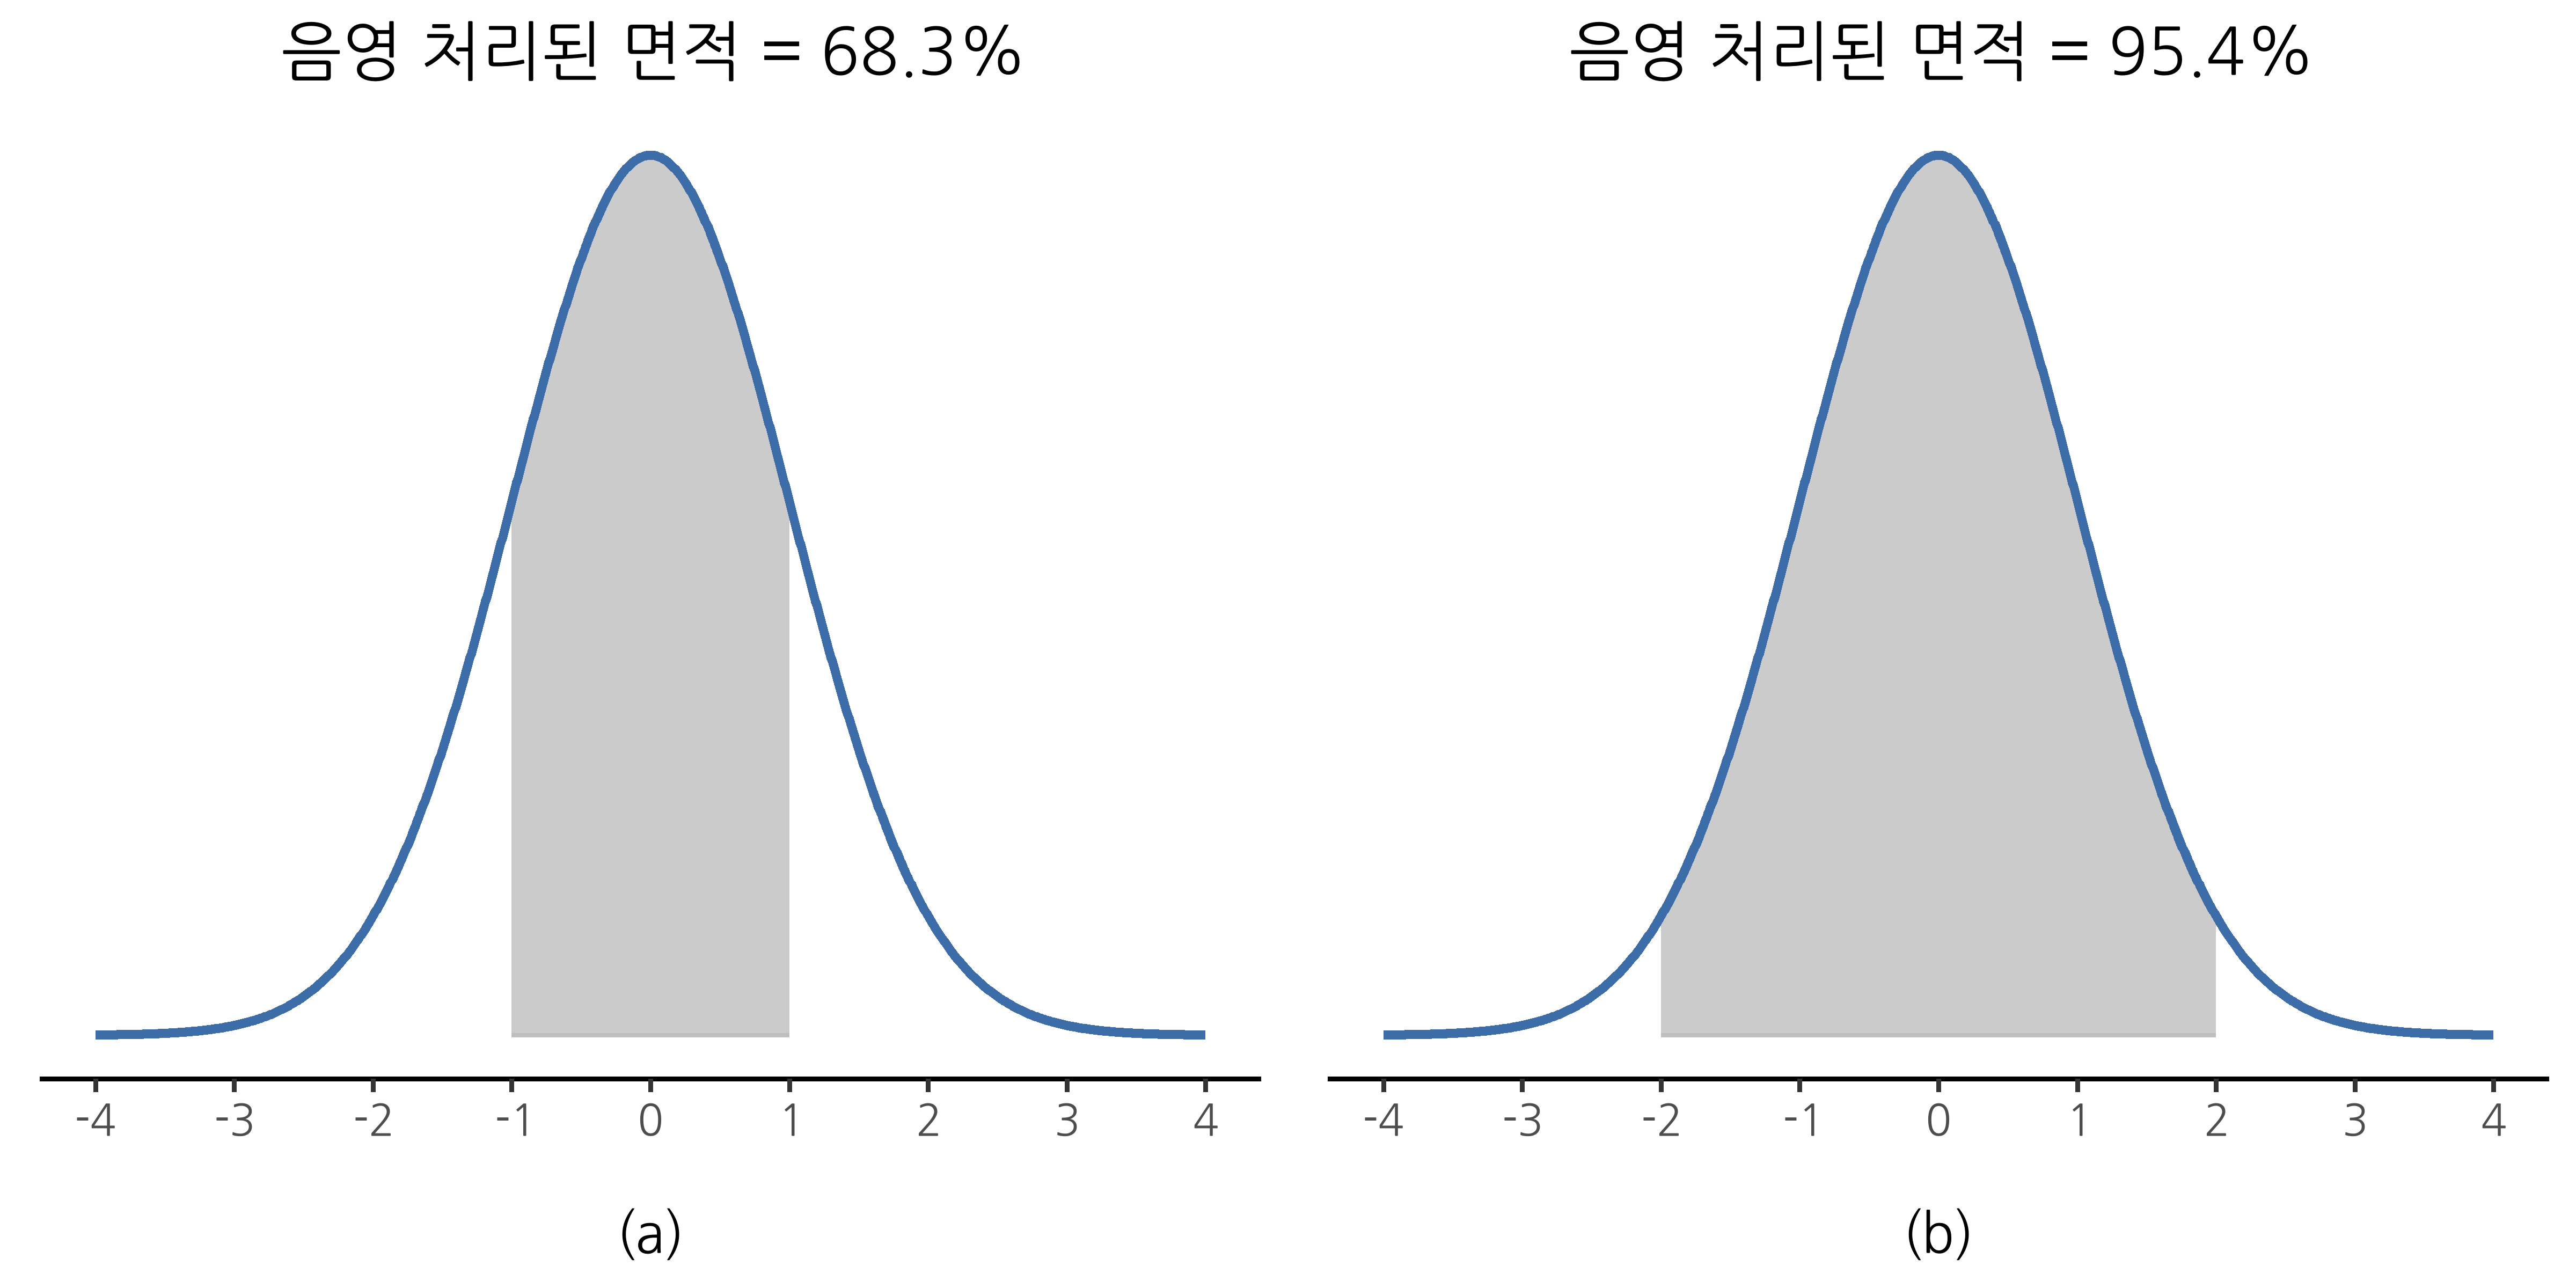 음영 처리된 면적 = 68.3%
-4 -3 -2 -1 0 1 2 3 4
(a)
음영 처리된 면적 = 95.4%
-4 -3 -2 -1 0 1 2 3 4
(b)